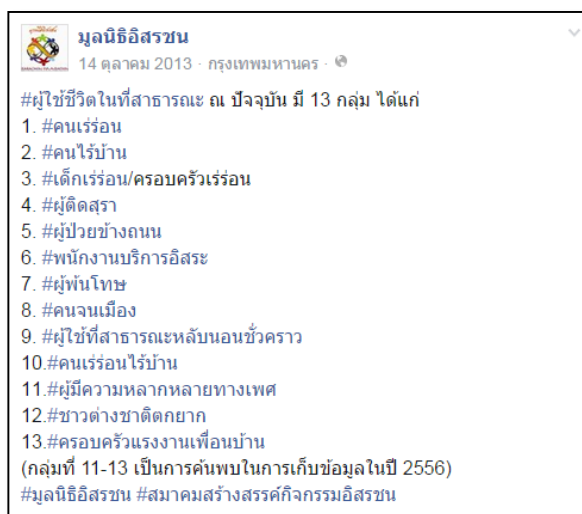 มูลนิธิอิสรชน
14 ตุลาคม 2013 · กรุงเทพมหานคร ·
#ผู้ใช้ชีวิตในที่สาธารณะ ณ ปัจจุบัน มี 13 กลุ่ม ได้แก่
1. #คนเร่ร่อน
2. #คนไร้บ้าน
3. #เด็กเร่ร่อน/ครอบครัวเร่ร่อน
4. #ผู้ติดสุรา
5. #ผู้ป่วยข้างถนน
6. #พนักงานบริการอิสระ
7. #ผู้พ้นโทษ
8. #คนจนเมือง
9. #ผู้ใช้ที่สาธารณะหลับนอนชั่วคราว
10.#คนเร่ร่อนไร้บ้าน
11.#ผู้มีความหลากหลายทางเพศ
12.#ชาวต่างชาติตกยาก
13.#ครอบครัวแรงงานเพื่อนบ้าน
(กลุ่มที่ 11-13 เป็นการค้นพบในการเก็บข้อมูลในปี 2556)
#มูลนิธิอิสรชน #สมาคมสร้างสรรค์กิจกรรมอิสรชน